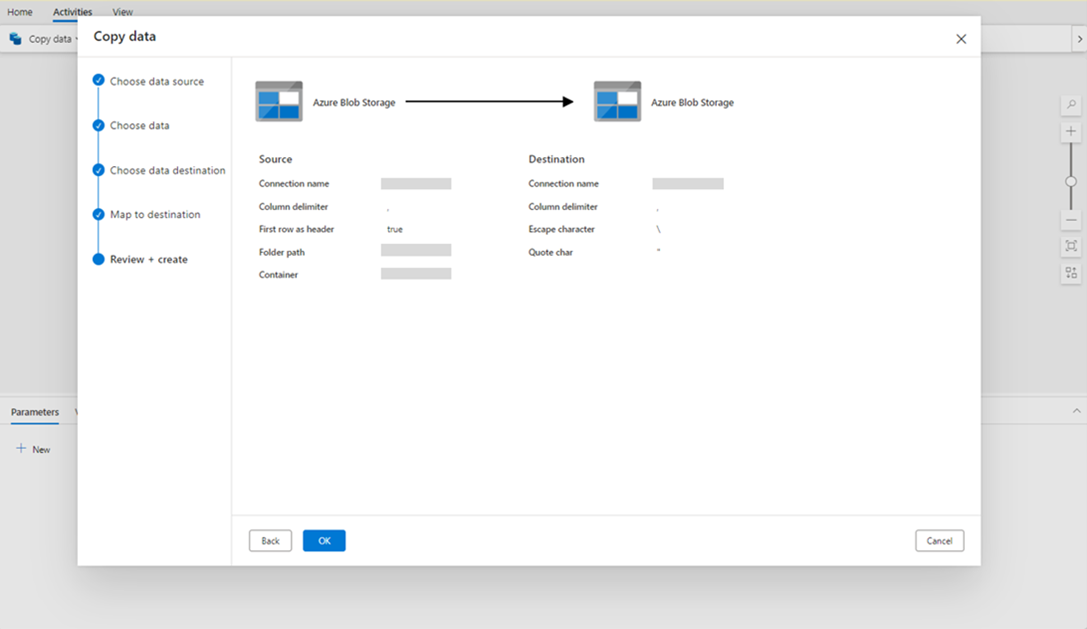 Home Activities View
Copy data
Copy data
Choose data source
Choose data
Choose data destination
Map to destination
Review + create
Azure Blob Storage Azure Blob Storage
Source Destination
Connection name Connection name
Column delimiter , Column delimiter ,
First row as header true Escape character \
Folder path Quote char "
Container
Parameters
+ New
Back OK Cancel